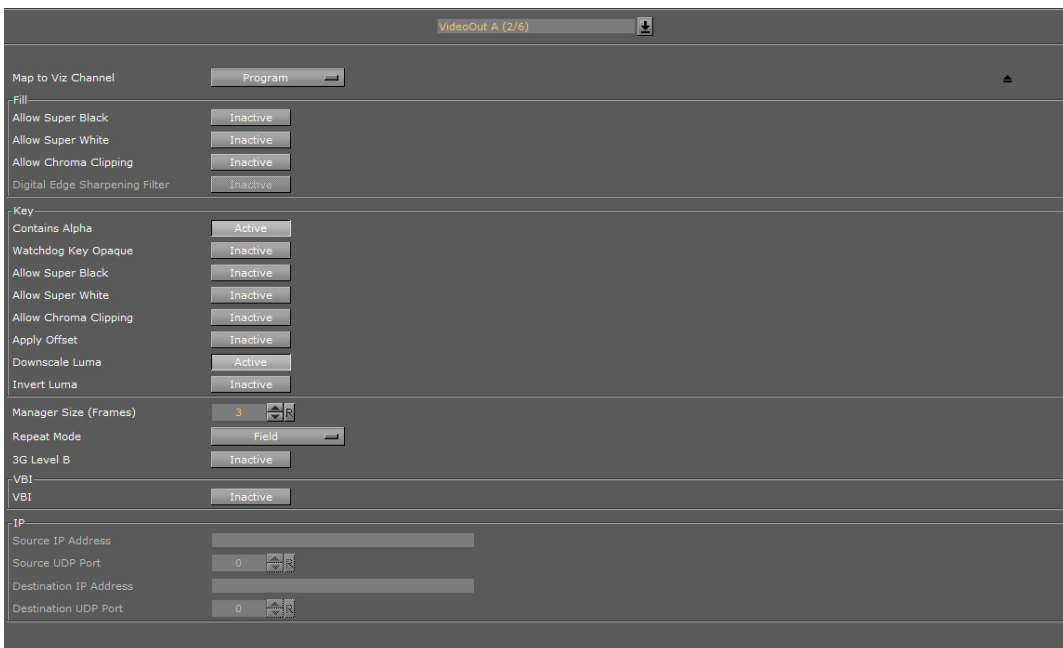 VideoOut A (2/6)
Map to Viz Channel Program
Fill
Allow Super Black Inactive
Allow Super White Inactive
Allow Chroma Clipping Inactive
Digital Edge Sharpening Filter Inactive
Key
Contains Alpha Active
Watchdog Key Opaque Inactive
Allow Super Black Inactive
Allow Super White Inactive
Allow Chroma Clipping Inactive
Apply Offset Inactive
Downscale Luma Active
Invert Luma Inactive
Manager Size (Frames) 3 R
Repeat Mode Field
3G Level B Inactive
VBI
VBI Inactive
IP
Source IP Address
Source UDP Port 0 R
Destination IP Address
Destination UDP Port 0 R